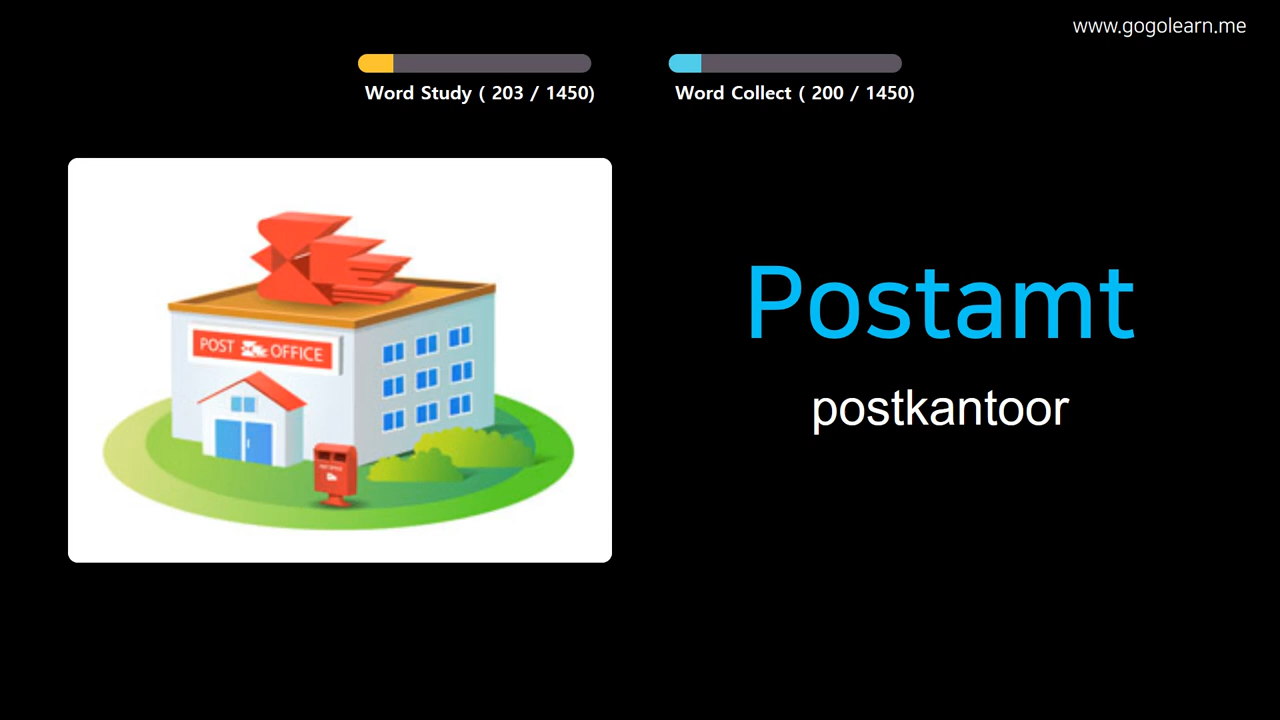 www.gogolearn.me
Word Study ( 203 / 1450)
Word Collect ( 200 / 1450)
POST OFFICE
Postamt
postkantoor